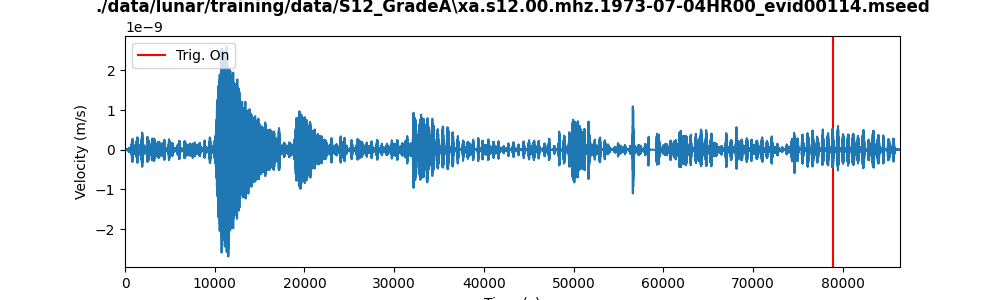 ./data/lunar/training/data/S12_GradeA\xa.s12.00.mhz.1973-07-04HR00_evid00114.mseed
1e−9
Trig. On
2
1
0
−1
−2
Velocity (m/s)
0 10000 20000 30000 40000 50000 60000 70000 80000
Time (s)